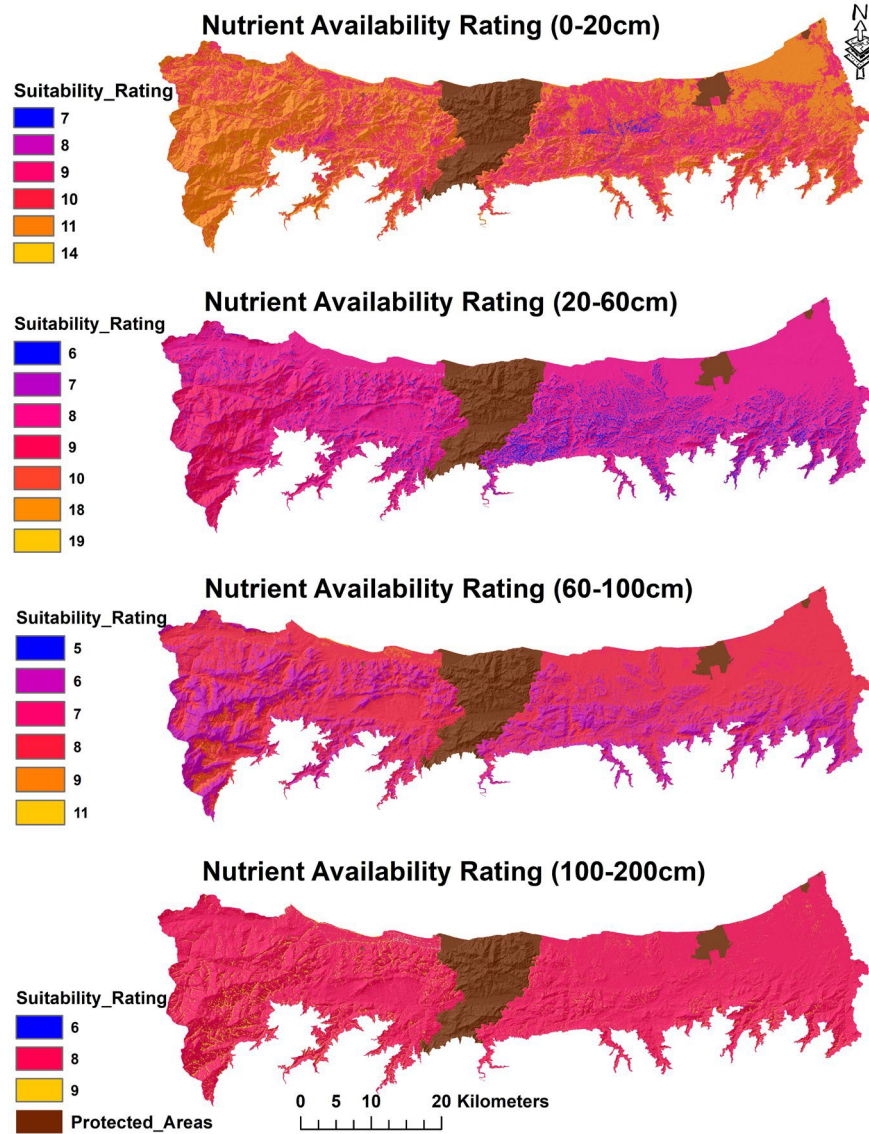 Nutrient Availability Rating (0-20cm)
N
Suitability_Rating
7
8
9
10
11
14
Nutrient Availability Rating (20-60cm)
Suitability_Rating
6
7
8
9
10
18
19
Nutrient Availability Rating (60-100cm)
Suitability_Rating
5
6
7
8
9
11
Nutrient Availability Rating (100-200cm)
Suitability_Rating
6
8
9
Protected_Areas
0 5 10 20 Kilometers